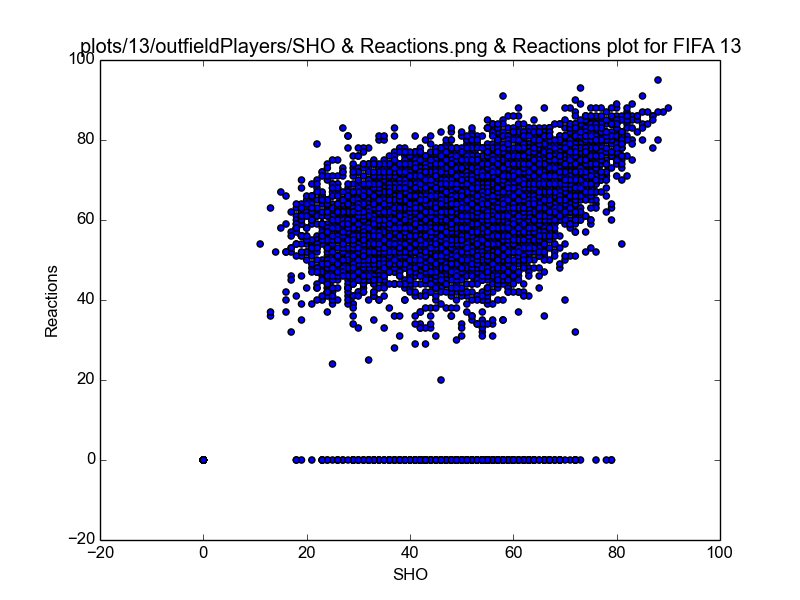 plots/13/outfieldPlayers/SHO & Reactions.png & Reactions plot for FIFA 13
100
80
60
40
20
0
−20
Reactions
−20 0 20 40 60 80 100
SHO